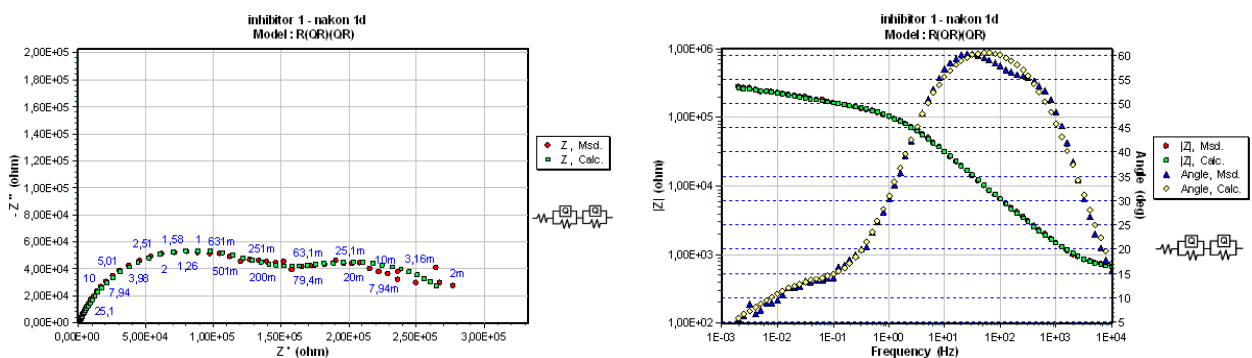 inhibitor 1 - nakon 1d
Model : R(QR)(QR)
2,00E+05
1,80E+05
1,60E+05
1,40E+05
1,20E+05
1,00E+05
8,00E+04
6,00E+04
4,00E+04
2,00E+04
0,00E+00
- Z '' (ohm)
10
5,01
2,51
1,58
1
631m
251m
63,1m
25,1m
10m
3,16m
2m
25,1
7,94
3,98
2
1,26
501m
200m
79,4m
20m
7,94m
0,00E+00 5,00E+04 1,00E+05 1,50E+05 2,00E+05 2,50E+05 3,00E+05
Z ' (ohm)
Z , Msd.
Z , Calc.
Q Q
inhibitor 1 - nakon 1d
Model : R(QR)(QR)
1,00E+06
1,00E+05
1,00E+04
1,00E+03
1,00E+02
|Z| (ohm)
60
55
50
45
40
35
30
25
20
15
10
5
Angle (deg)
1E-03 1E-02 1E-01 1E+00 1E+01 1E+02 1E+03 1E+04
Frequency (Hz)
|Z|, Msd.
|Z|, Calc.
Angle, Msd.
Angle, Calc.
Q Q